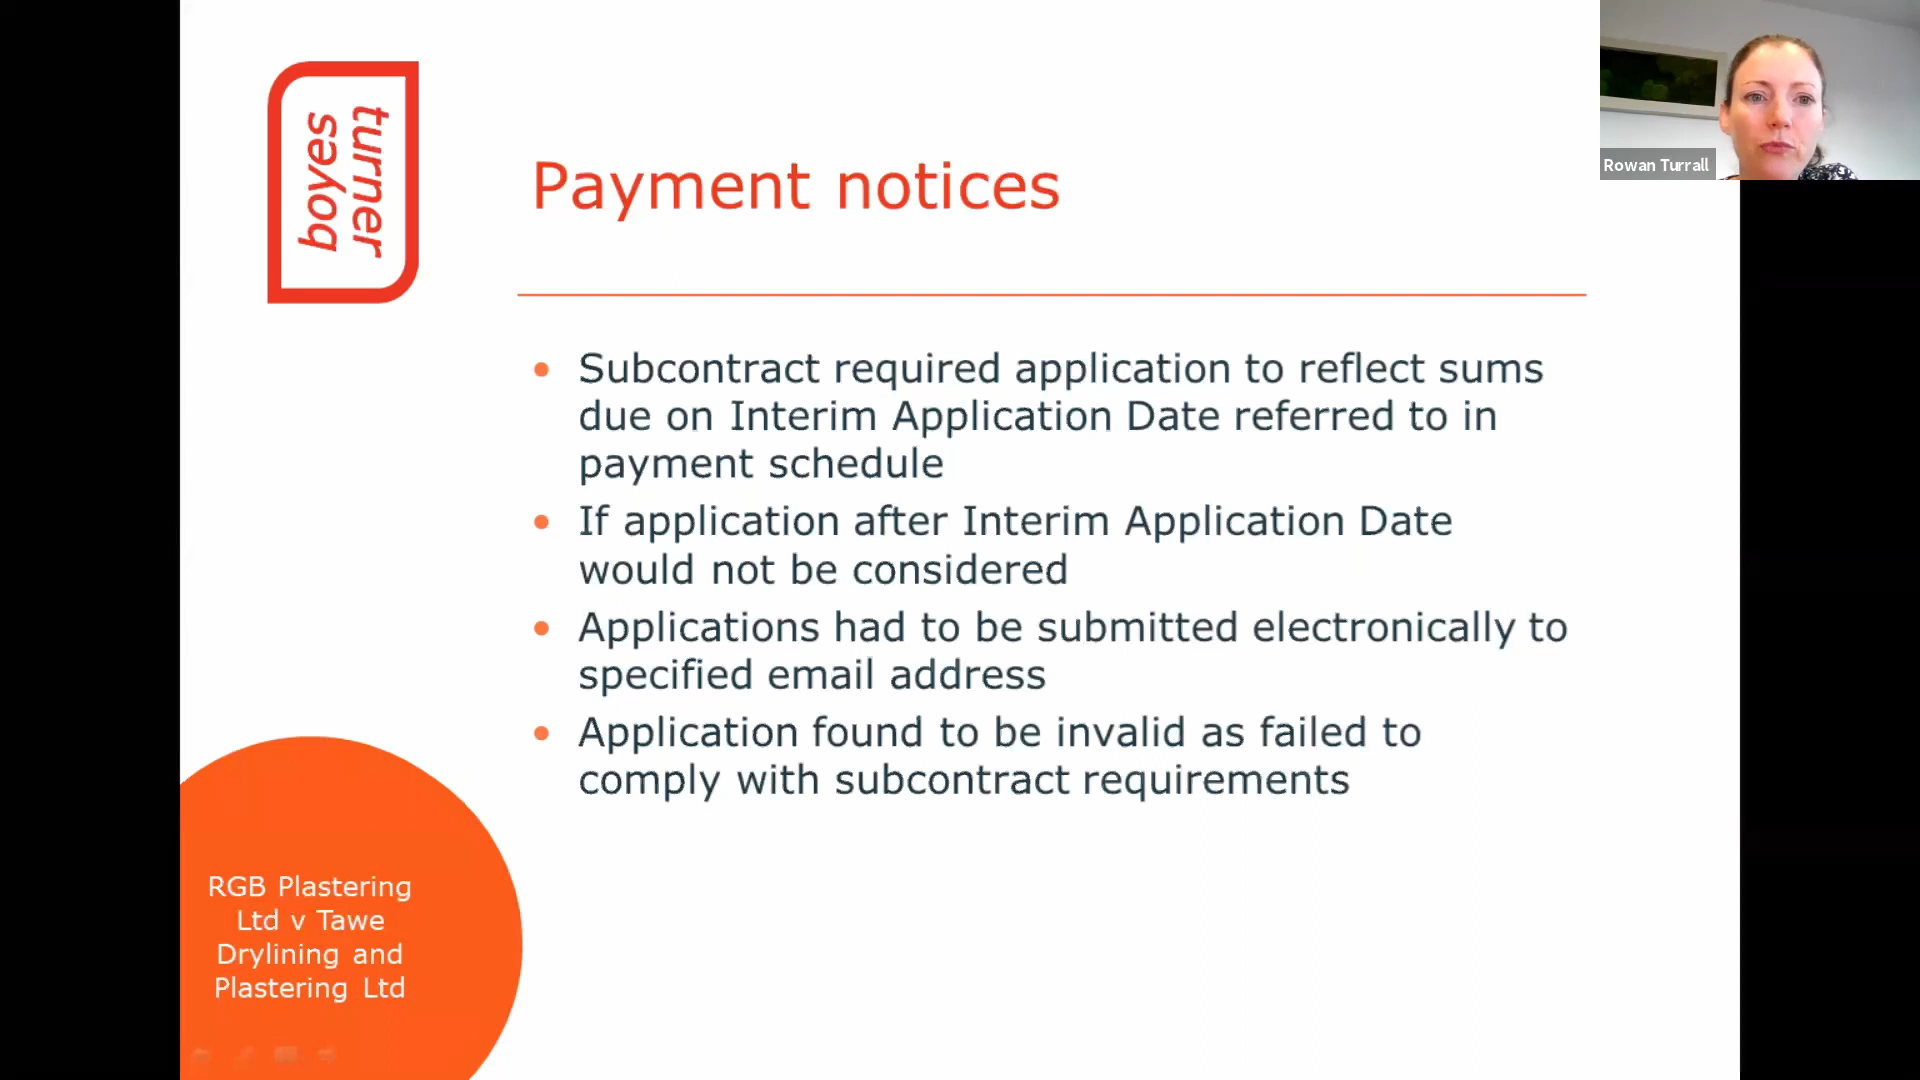 turner
boyes
Payment notices
Rowan Turrall
• Subcontract required application to reflect sums
due on Interim Application Date referred to in
payment schedule
• If application after Interim Application Date
would not be considered
• Applications had to be submitted electronically to
specified email address
• Application found to be invalid as failed to
comply with subcontract requirements
RGB Plastering
Ltd v Tawe
Drylining and
Plastering Ltd